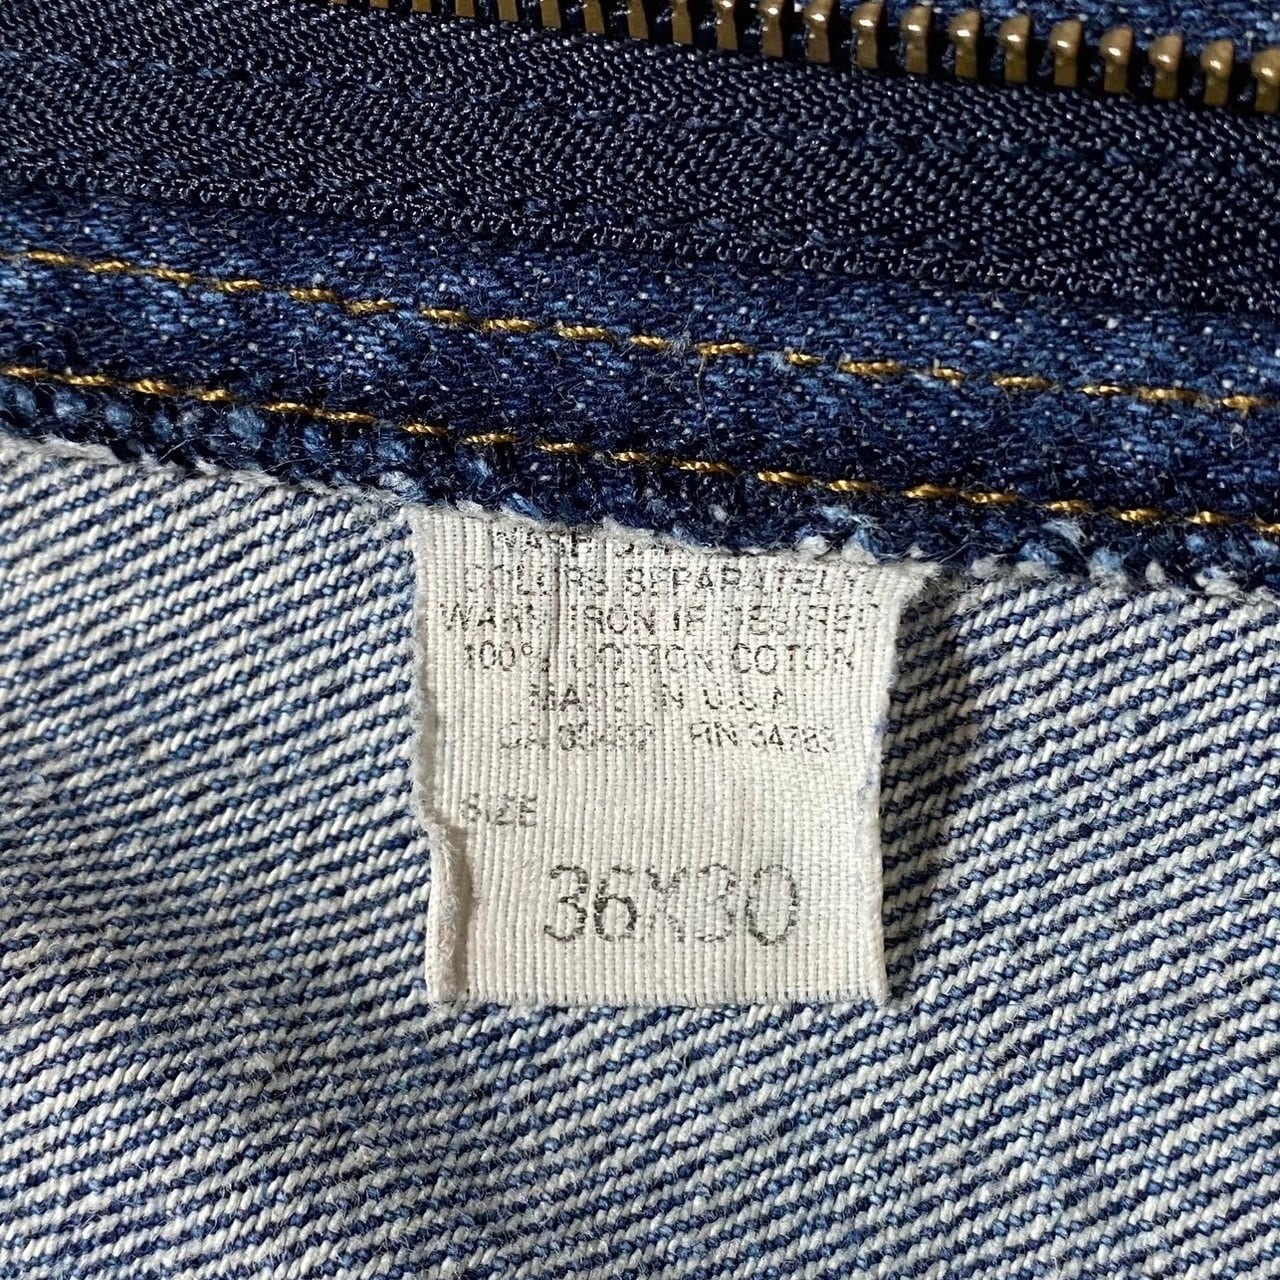 COLORS SEPARATELY
WARM IRON IF DESIRED
100% COTTON COTON
MADE IN U.S.A.
RN 34783
SIZE
36X30